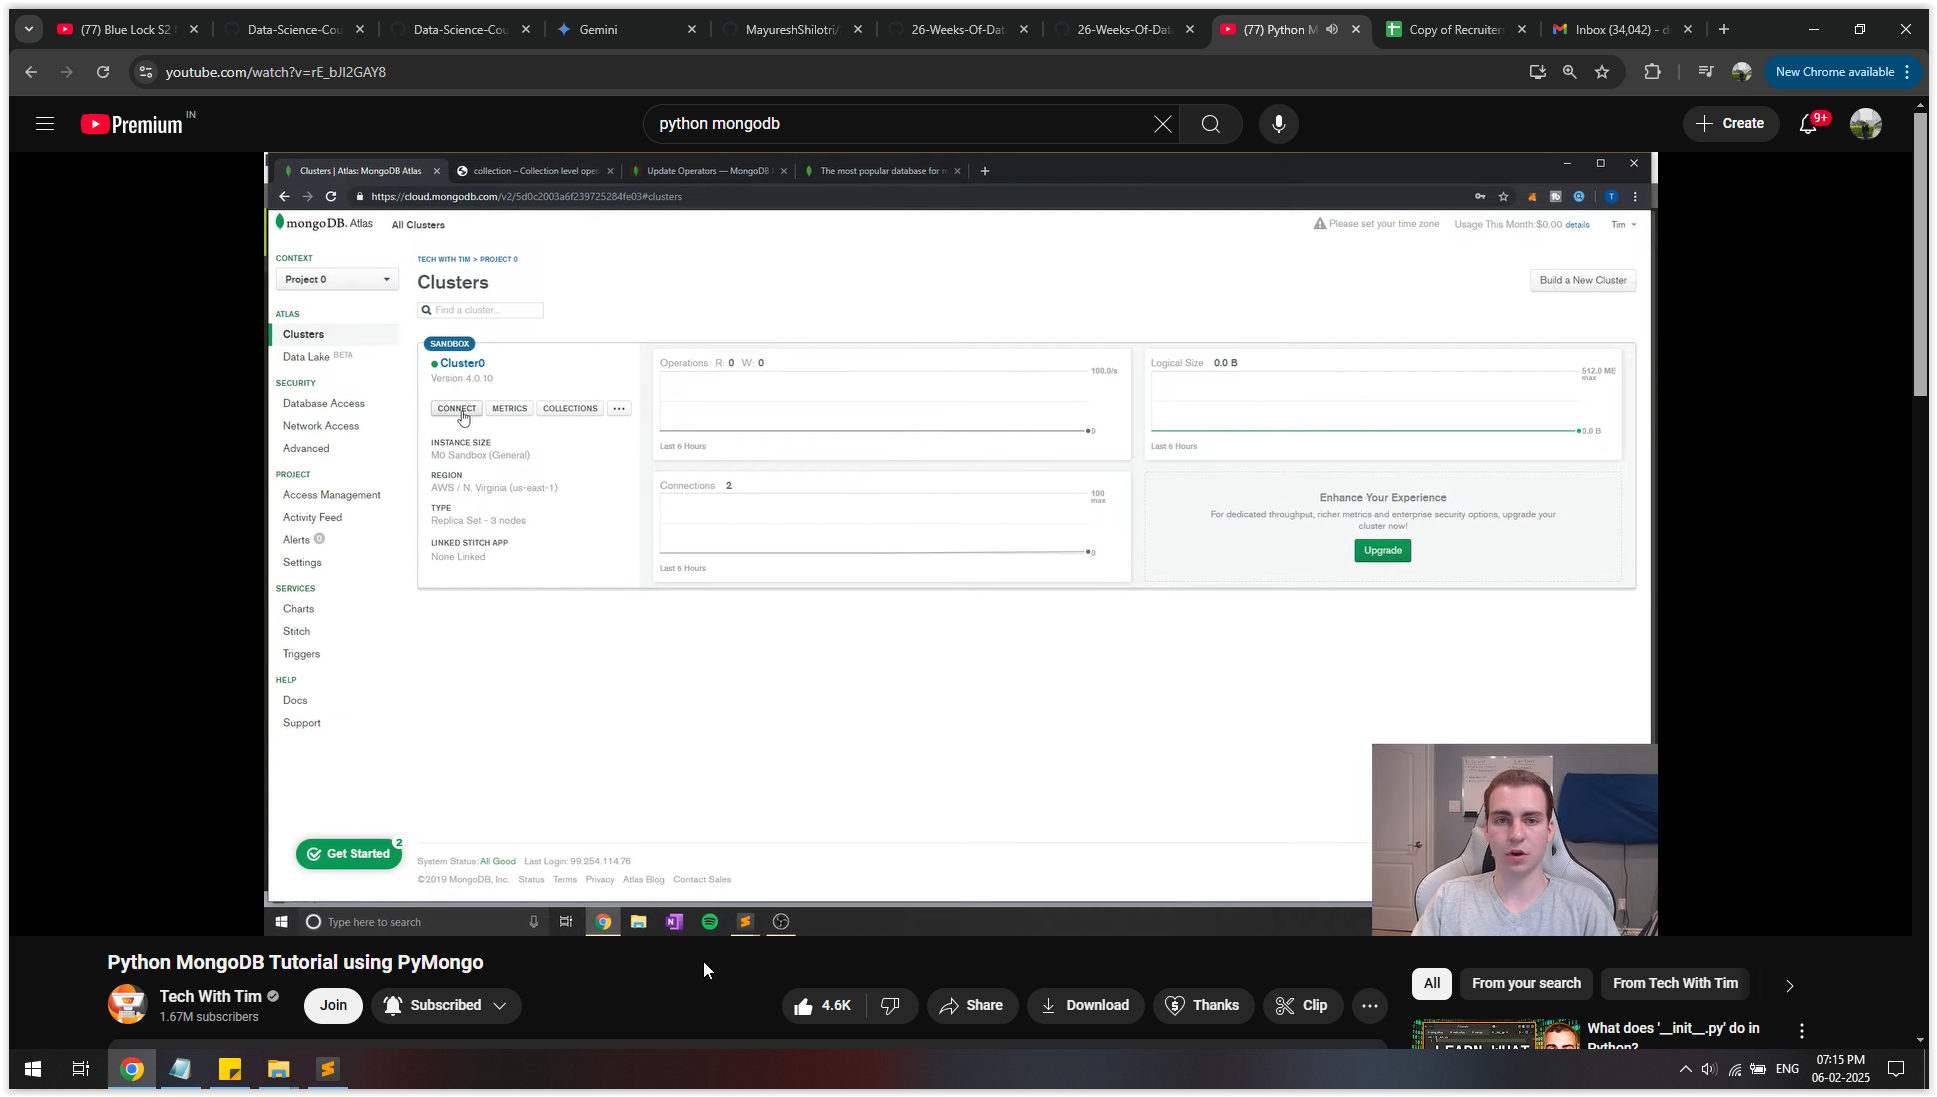 (77) Blue Lock S2
Data-Science-Cou
Data-Science-Cou
Gemini
MayureshShilotri/
26-Weeks-Of-Dat
26-Weeks-Of-Dat
(77) Python M
Copy of Recruiter
Inbox (34,042) - d
youtube.com/watch?v=rE_bJl2GAY8
New Chrome available
Premium IN
python mongodb
Create
9+
Clusters | Atlas: MongoDB Atlas
collection – Collection level oper
Update Operators — MongoDB
The most popular database for m
https://cloud.mongodb.com/v2/5d0c2003a6f239725284fe03#clusters
mongoDB. Atlas
All Clusters
Please set your time zone
Usage This Month:$0.00 details
Tim
CONTEXT
Project 0
ATLAS
Clusters
Data Lake BETA
SECURITY
Database Access
Network Access
Advanced
PROJECT
Access Management
Activity Feed
Alerts 0
Settings
SERVICES
Charts
Stitch
Triggers
HELP
Docs
Support
Get Started
2
TECH WITH TIM > PROJECT 0
Clusters
Build a New Cluster
Find a cluster...
SANDBOX
Cluster0
Version 4.0.10
CONNECT
METRICS
COLLECTIONS
...
INSTANCE SIZE
M0 Sandbox (General)
REGION
AWS / N. Virginia (us-east-1)
TYPE
Replica Set - 3 nodes
LINKED STITCH APP
None Linked
Operations R: 0 W: 0
100.0/s
0
Last 6 Hours
Logical Size 0.0 B
512.0 MB
max
0.0 B
Last 6 Hours
Connections 2
100
max
0
Last 6 Hours
Enhance Your Experience
For dedicated throughput, richer metrics and enterprise security options, upgrade your
cluster now!
Upgrade
System Status: All Good Last Login: 99.254.114.76
©2019 MongoDB, Inc. Status Terms Privacy Atlas Blog Contact Sales
Type here to search
Python MongoDB Tutorial using PyMongo
Tech With Tim
1.67M subscribers
Join
Subscribed
4.6K
Share
Download
Thanks
Clip
All
From your search
From Tech With Tim
What does '__init__.py' do in
Python?
LEARN WHAT
ENG
07:15 PM
06-02-2025